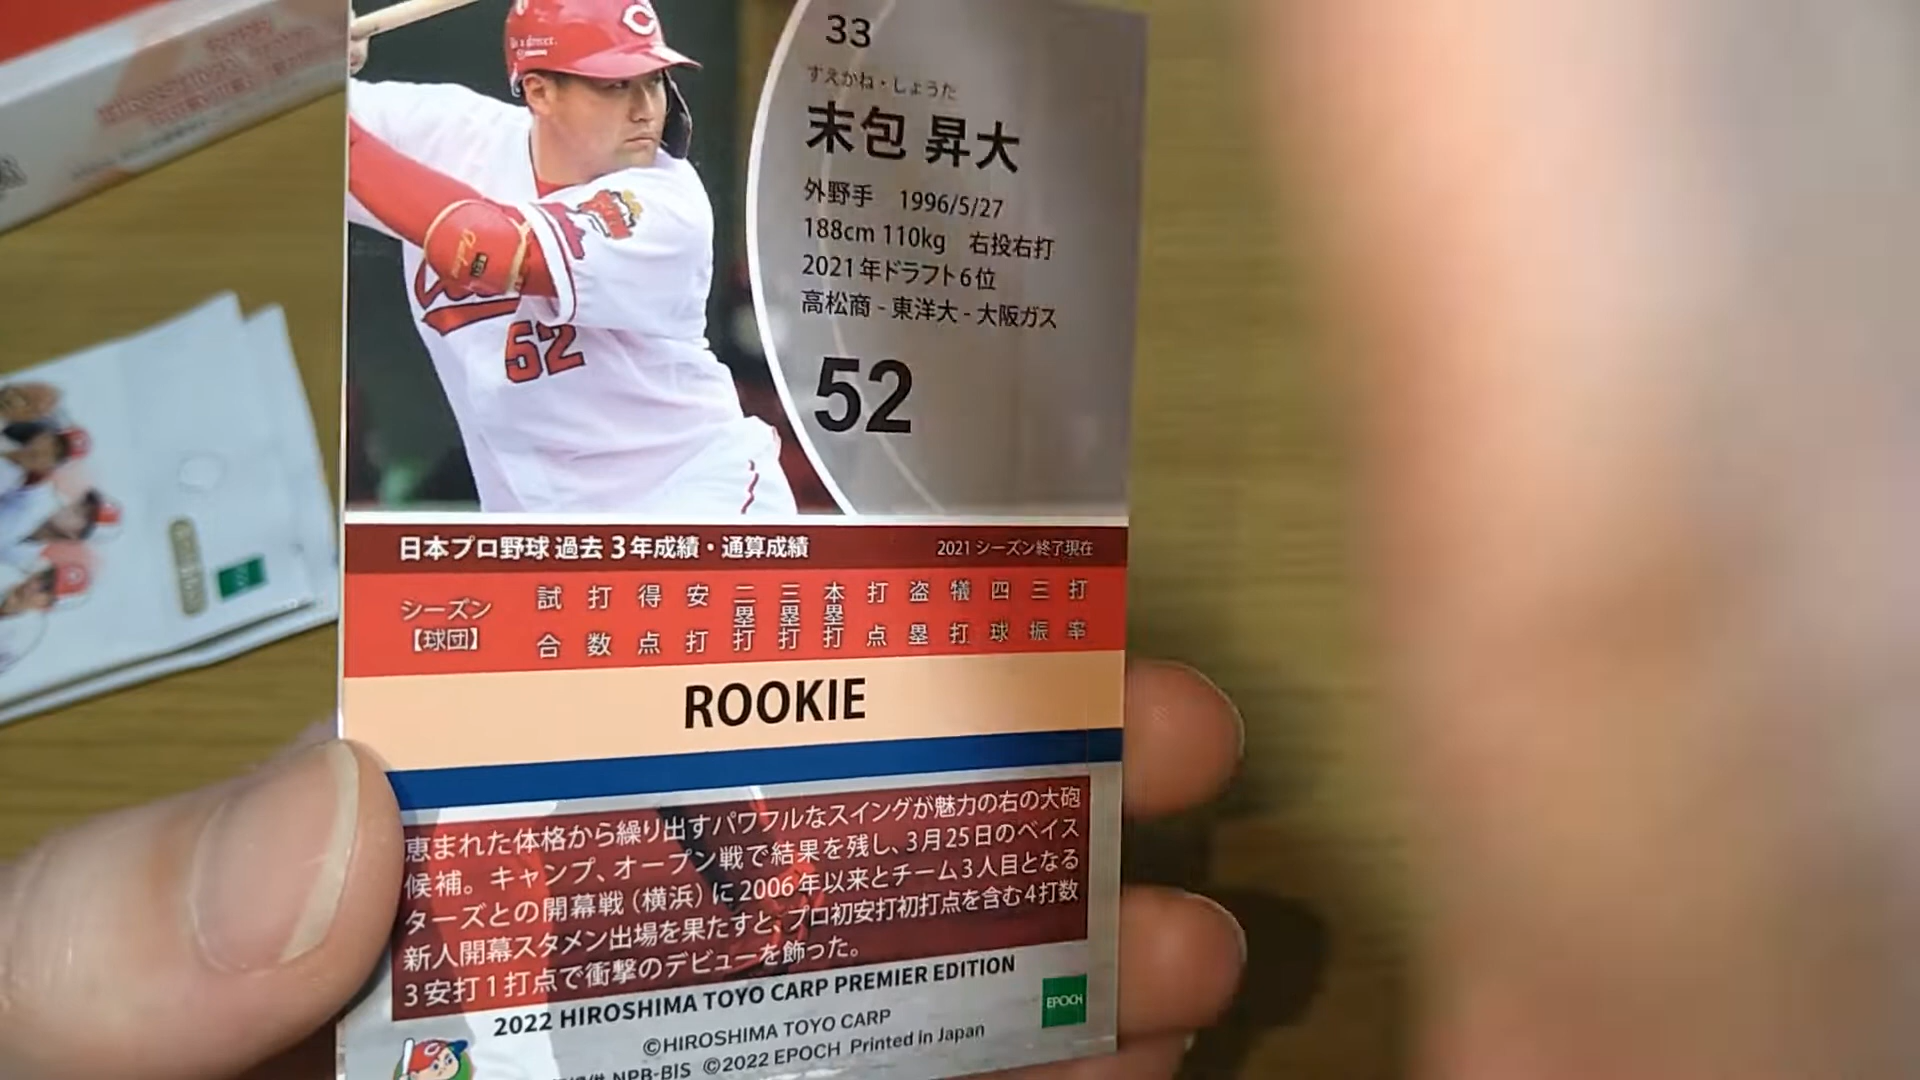 33
すえかね・しょうた
末包 昇大
外野手 1996/5/27
188cm 110kg 右投右打
2021年ドラフト6位
高松商 - 東洋大 - 大阪ガス
52
52
日本プロ野球 過去3年成績・通算成績 2021 シーズン終了現在
シーズン【球団】 試合 打数 得点 安打 二塁打 三塁打 本塁打 打点 盗塁 犠打 四球 三振 打率
ROOKIE
恵まれた体格から繰り出すパワフルなスイングが魅力の右の大砲
候補。キャンプ、オープン戦で結果を残し、3月25日のベイス
ターズとの開幕戦（横浜）に2006年以来とチーム3人目となる
新人開幕スタメン出場を果たすと、プロ初安打初打点を含む4打数
3安打1打点で衝撃のデビューを飾った。
2022 HIROSHIMA TOYO CARP PREMIER EDITION
EPOCH
©HIROSHIMA TOYO CARP
NPB-BIS ©2022 EPOCH Printed in Japan